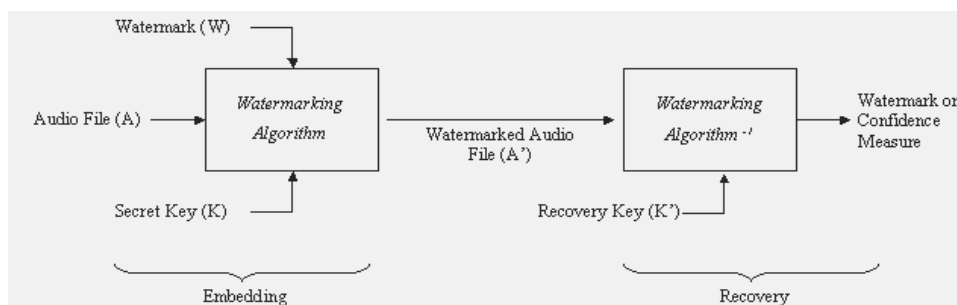 Watermark (W)
Audio File (A)
Watermarking
Algorithm
Secret Key (K)
Watermarked Audio
File (A’)
Watermarking
Algorithm ⁻¹
Recovery Key (K’)
Watermark or
Confidence
Measure
Embedding
Recovery